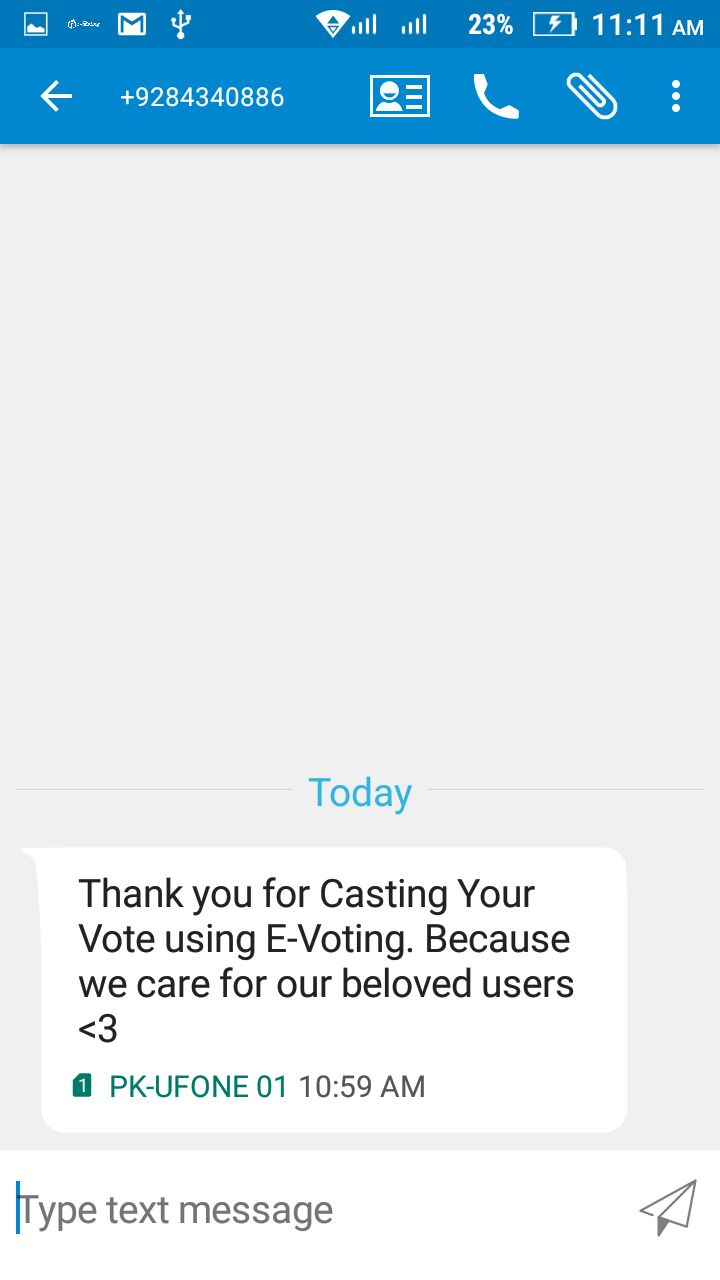 23% 11:11 AM
+9284340886
Today
Thank you for Casting Your
Vote using E-Voting. Because
we care for our beloved users
<3
1 PK-UFONE 01 10:59 AM
Type text message